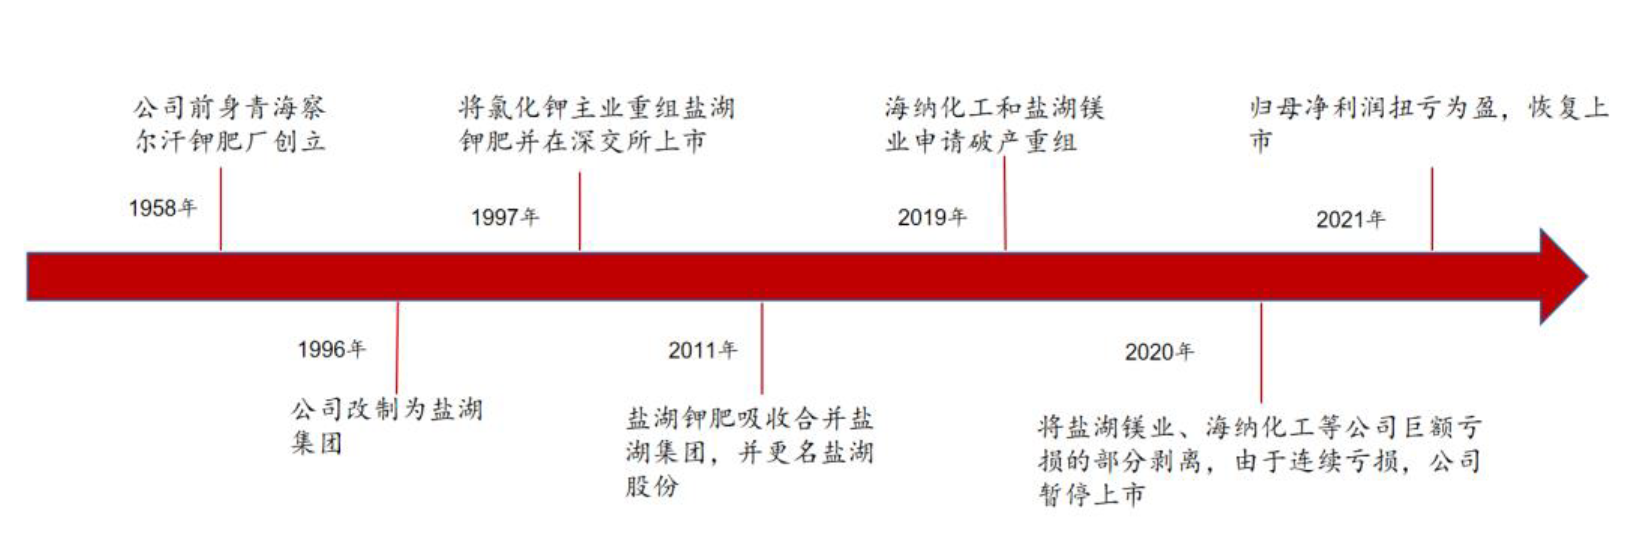 公司前身青海察
尔汗钾肥厂创立
1958年
将氯化钾主业重组盐湖
钾肥并在深交所上市
1997年
海纳化工和盐湖镁
业申请破产重组
2019年
归母净利润扭亏为盈，恢复上
市
2021年
1996年
公司改制为盐湖
集团
2011年
盐湖钾肥吸收合并盐
湖集团，并更名盐湖
股份
2020年
将盐湖镁业、海纳化工等公司巨额亏
损的部分剥离，由于连续亏损，公司
暂停上市